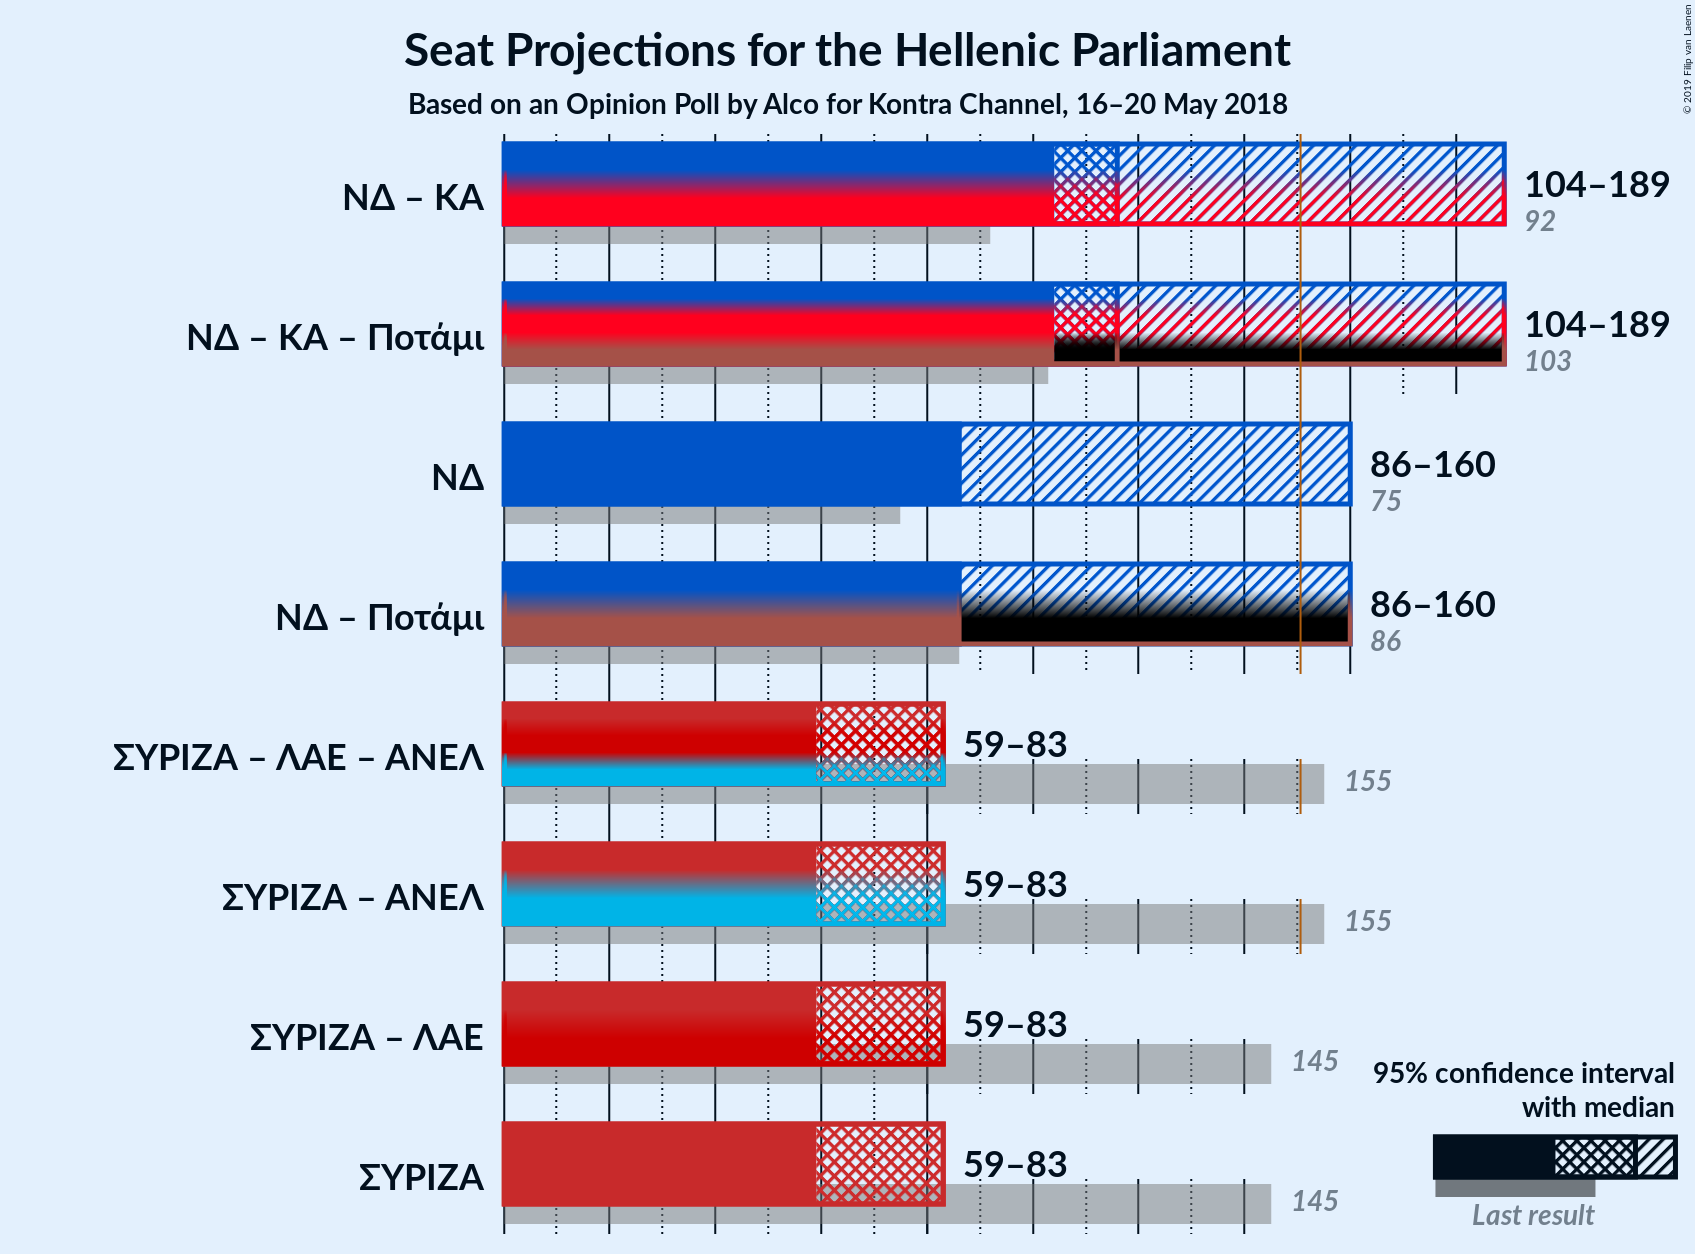 Seat Projections for the Hellenic Parliament
Based on an Opinion Poll by Alco for Kontra Channel, 16–20 May 2018
© 2019 Filip van Laenen
ΝΔ – ΚΑ
104–189
92
ΝΔ – ΚΑ – Ποτάμι
104–189
103
ΝΔ
86–160
75
ΝΔ – Ποτάμι
86–160
86
ΣΥΡΙΖΑ – ΛΑΕ – ΑΝΕΛ
59–83
155
ΣΥΡΙΖΑ – ΑΝΕΛ
59–83
155
ΣΥΡΙΖΑ – ΛΑΕ
59–83
145
ΣΥΡΙΖΑ
59–83
145
95% confidence interval
with median
Last result